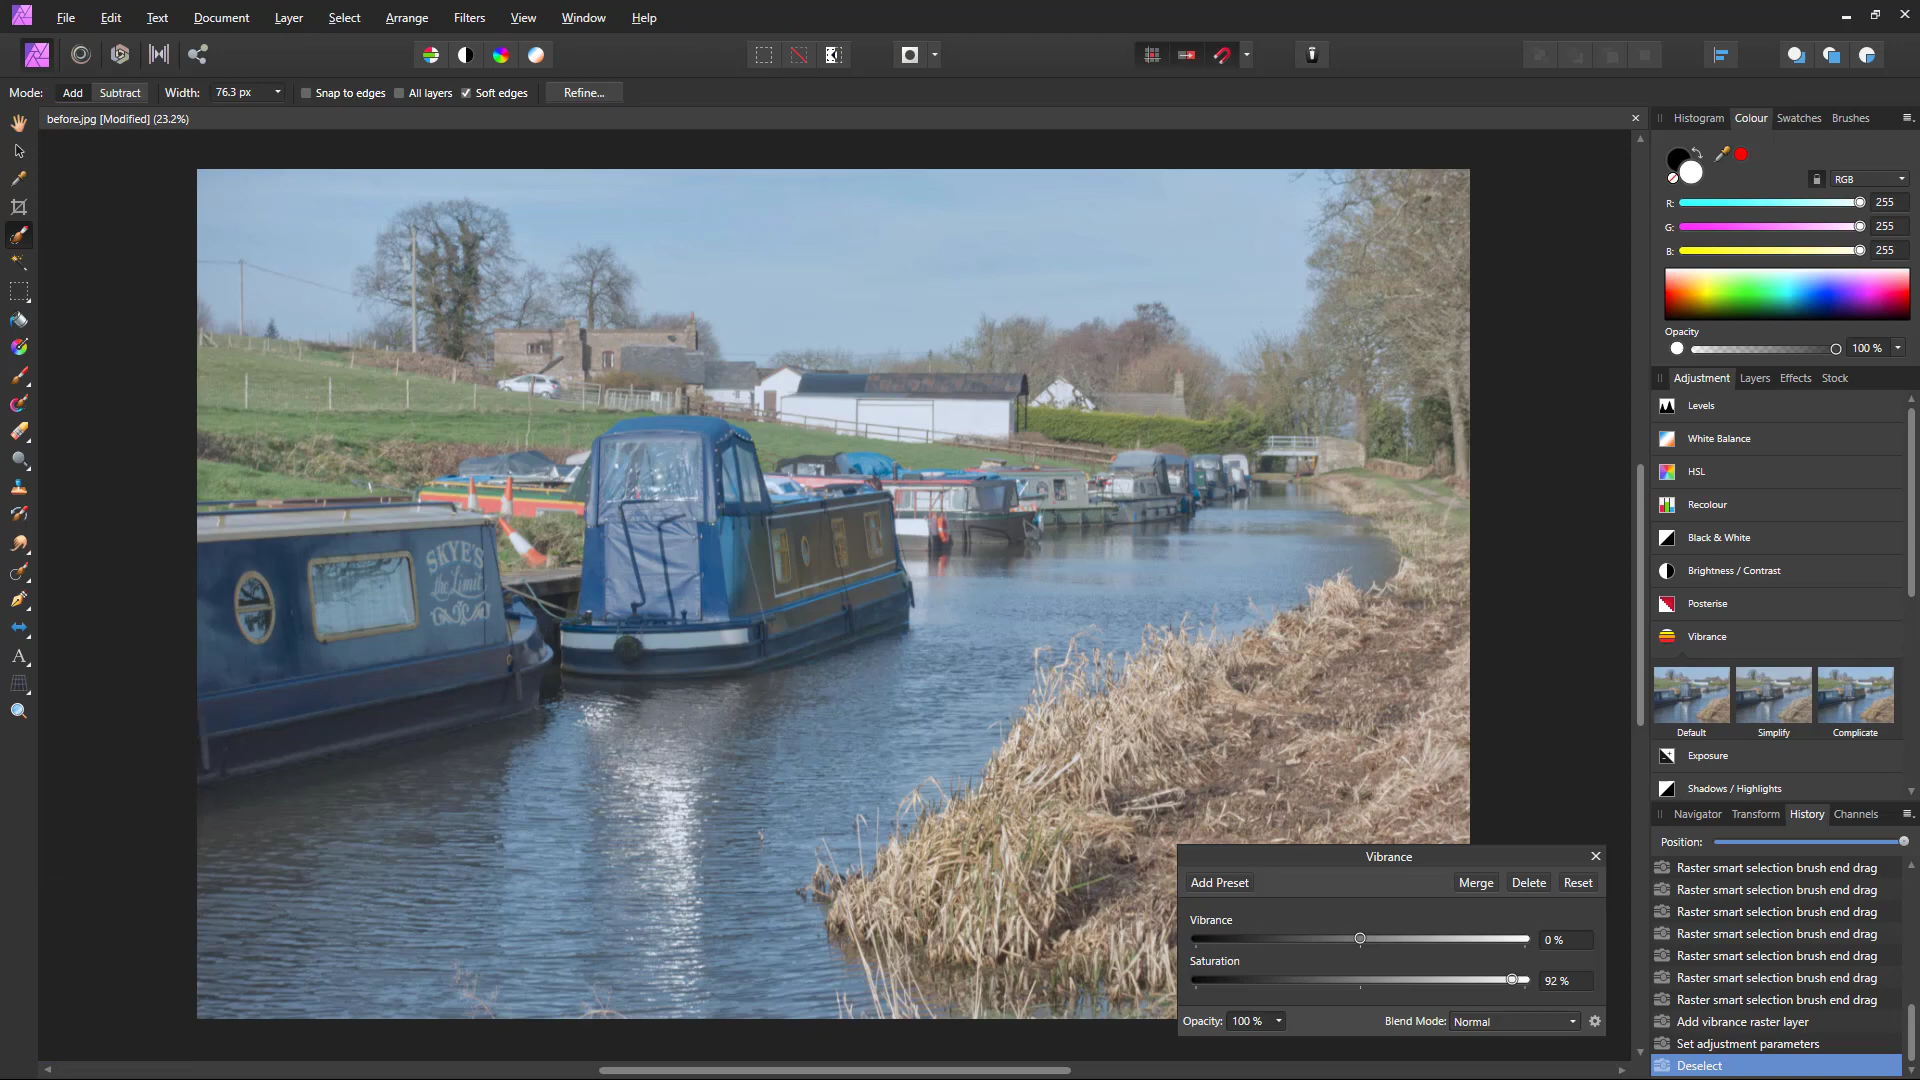 File Edit Text Document Layer Select Arrange Filters View Window Help
Mode: Add Subtract Width: 76.3 px Snap to edges All layers Soft edges Refine...
before.jpg [Modified] (23.2%)
Histogram Colour Swatches Brushes
RGB
R: 255
G: 255
B: 255
Opacity
100 %
Adjustment Layers Effects Stock
Levels
White Balance
HSL
Recolour
Black & White
Brightness / Contrast
Posterise
Vibrance
Default Simplify Complicate
Exposure
Shadows / Highlights
Navigator Transform History Channels
Position:
Raster smart selection brush end drag
Raster smart selection brush end drag
Raster smart selection brush end drag
Raster smart selection brush end drag
Raster smart selection brush end drag
Raster smart selection brush end drag
Raster smart selection brush end drag
Add vibrance raster layer
Set adjustment parameters
Deselect
SKYE'S
the Limit
Vibrance
Add Preset Merge Delete Reset
Vibrance
0 %
Saturation
92 %
Opacity: 100 % Blend Mode: Normal